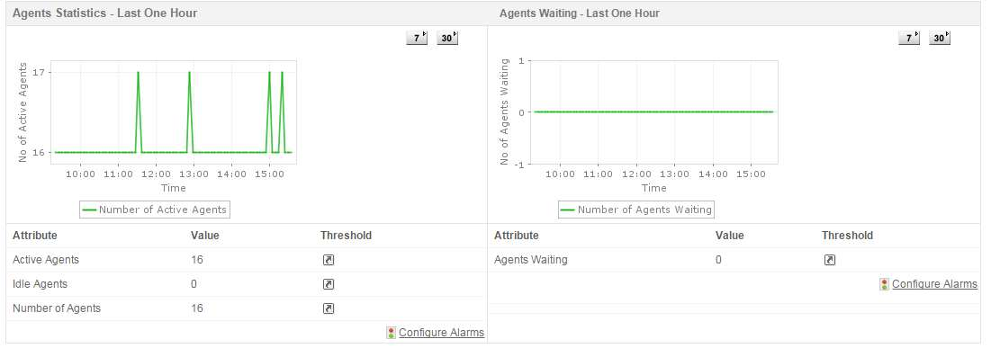 Agents Statistics - Last One Hour
7 30
No of Active Agents
17
16
10:00 11:00 12:00 13:00 14:00 15:00
Time
Number of Active Agents
Attribute Value Threshold
Active Agents 16
Idle Agents 0
Number of Agents 16
Configure Alarms
Agents Waiting - Last One Hour
7 30
No of Agents Waiting
1
0
-1
10:00 11:00 12:00 13:00 14:00 15:00
Time
Number of Agents Waiting
Attribute Value Threshold
Agents Waiting 0
Configure Alarms